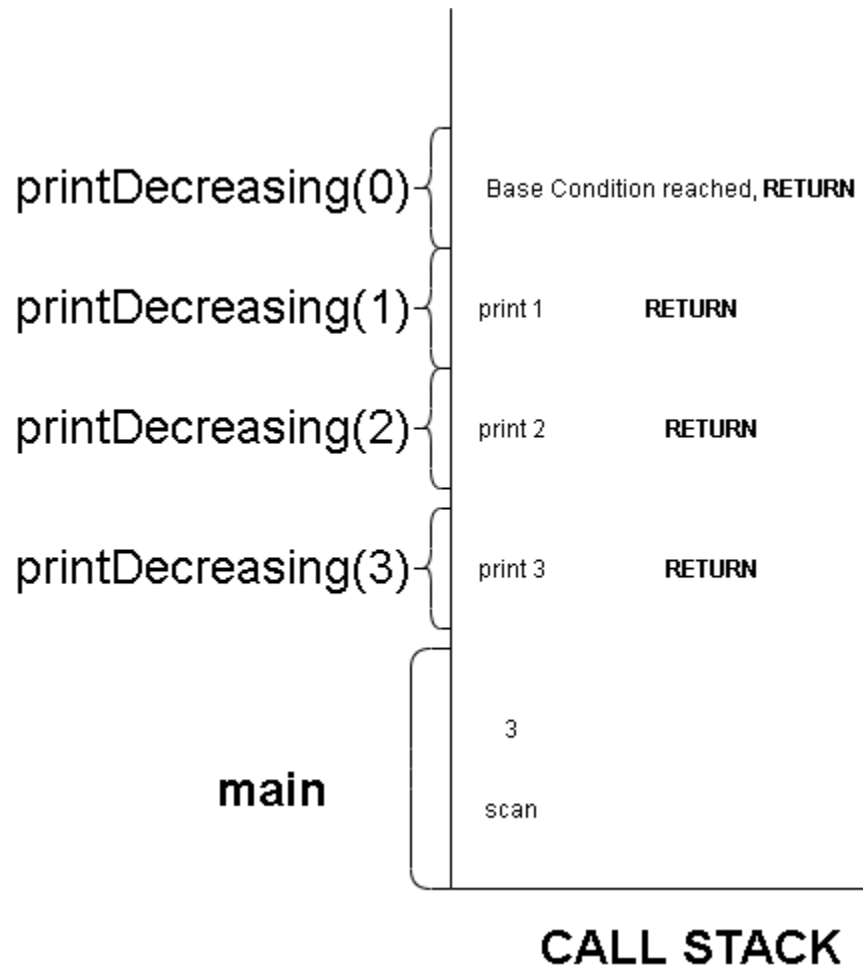 printDecreasing(0) Base Condition reached, RETURN
printDecreasing(1) print 1 RETURN
printDecreasing(2) print 2 RETURN
printDecreasing(3) print 3 RETURN
3
main
scan
CALL STACK